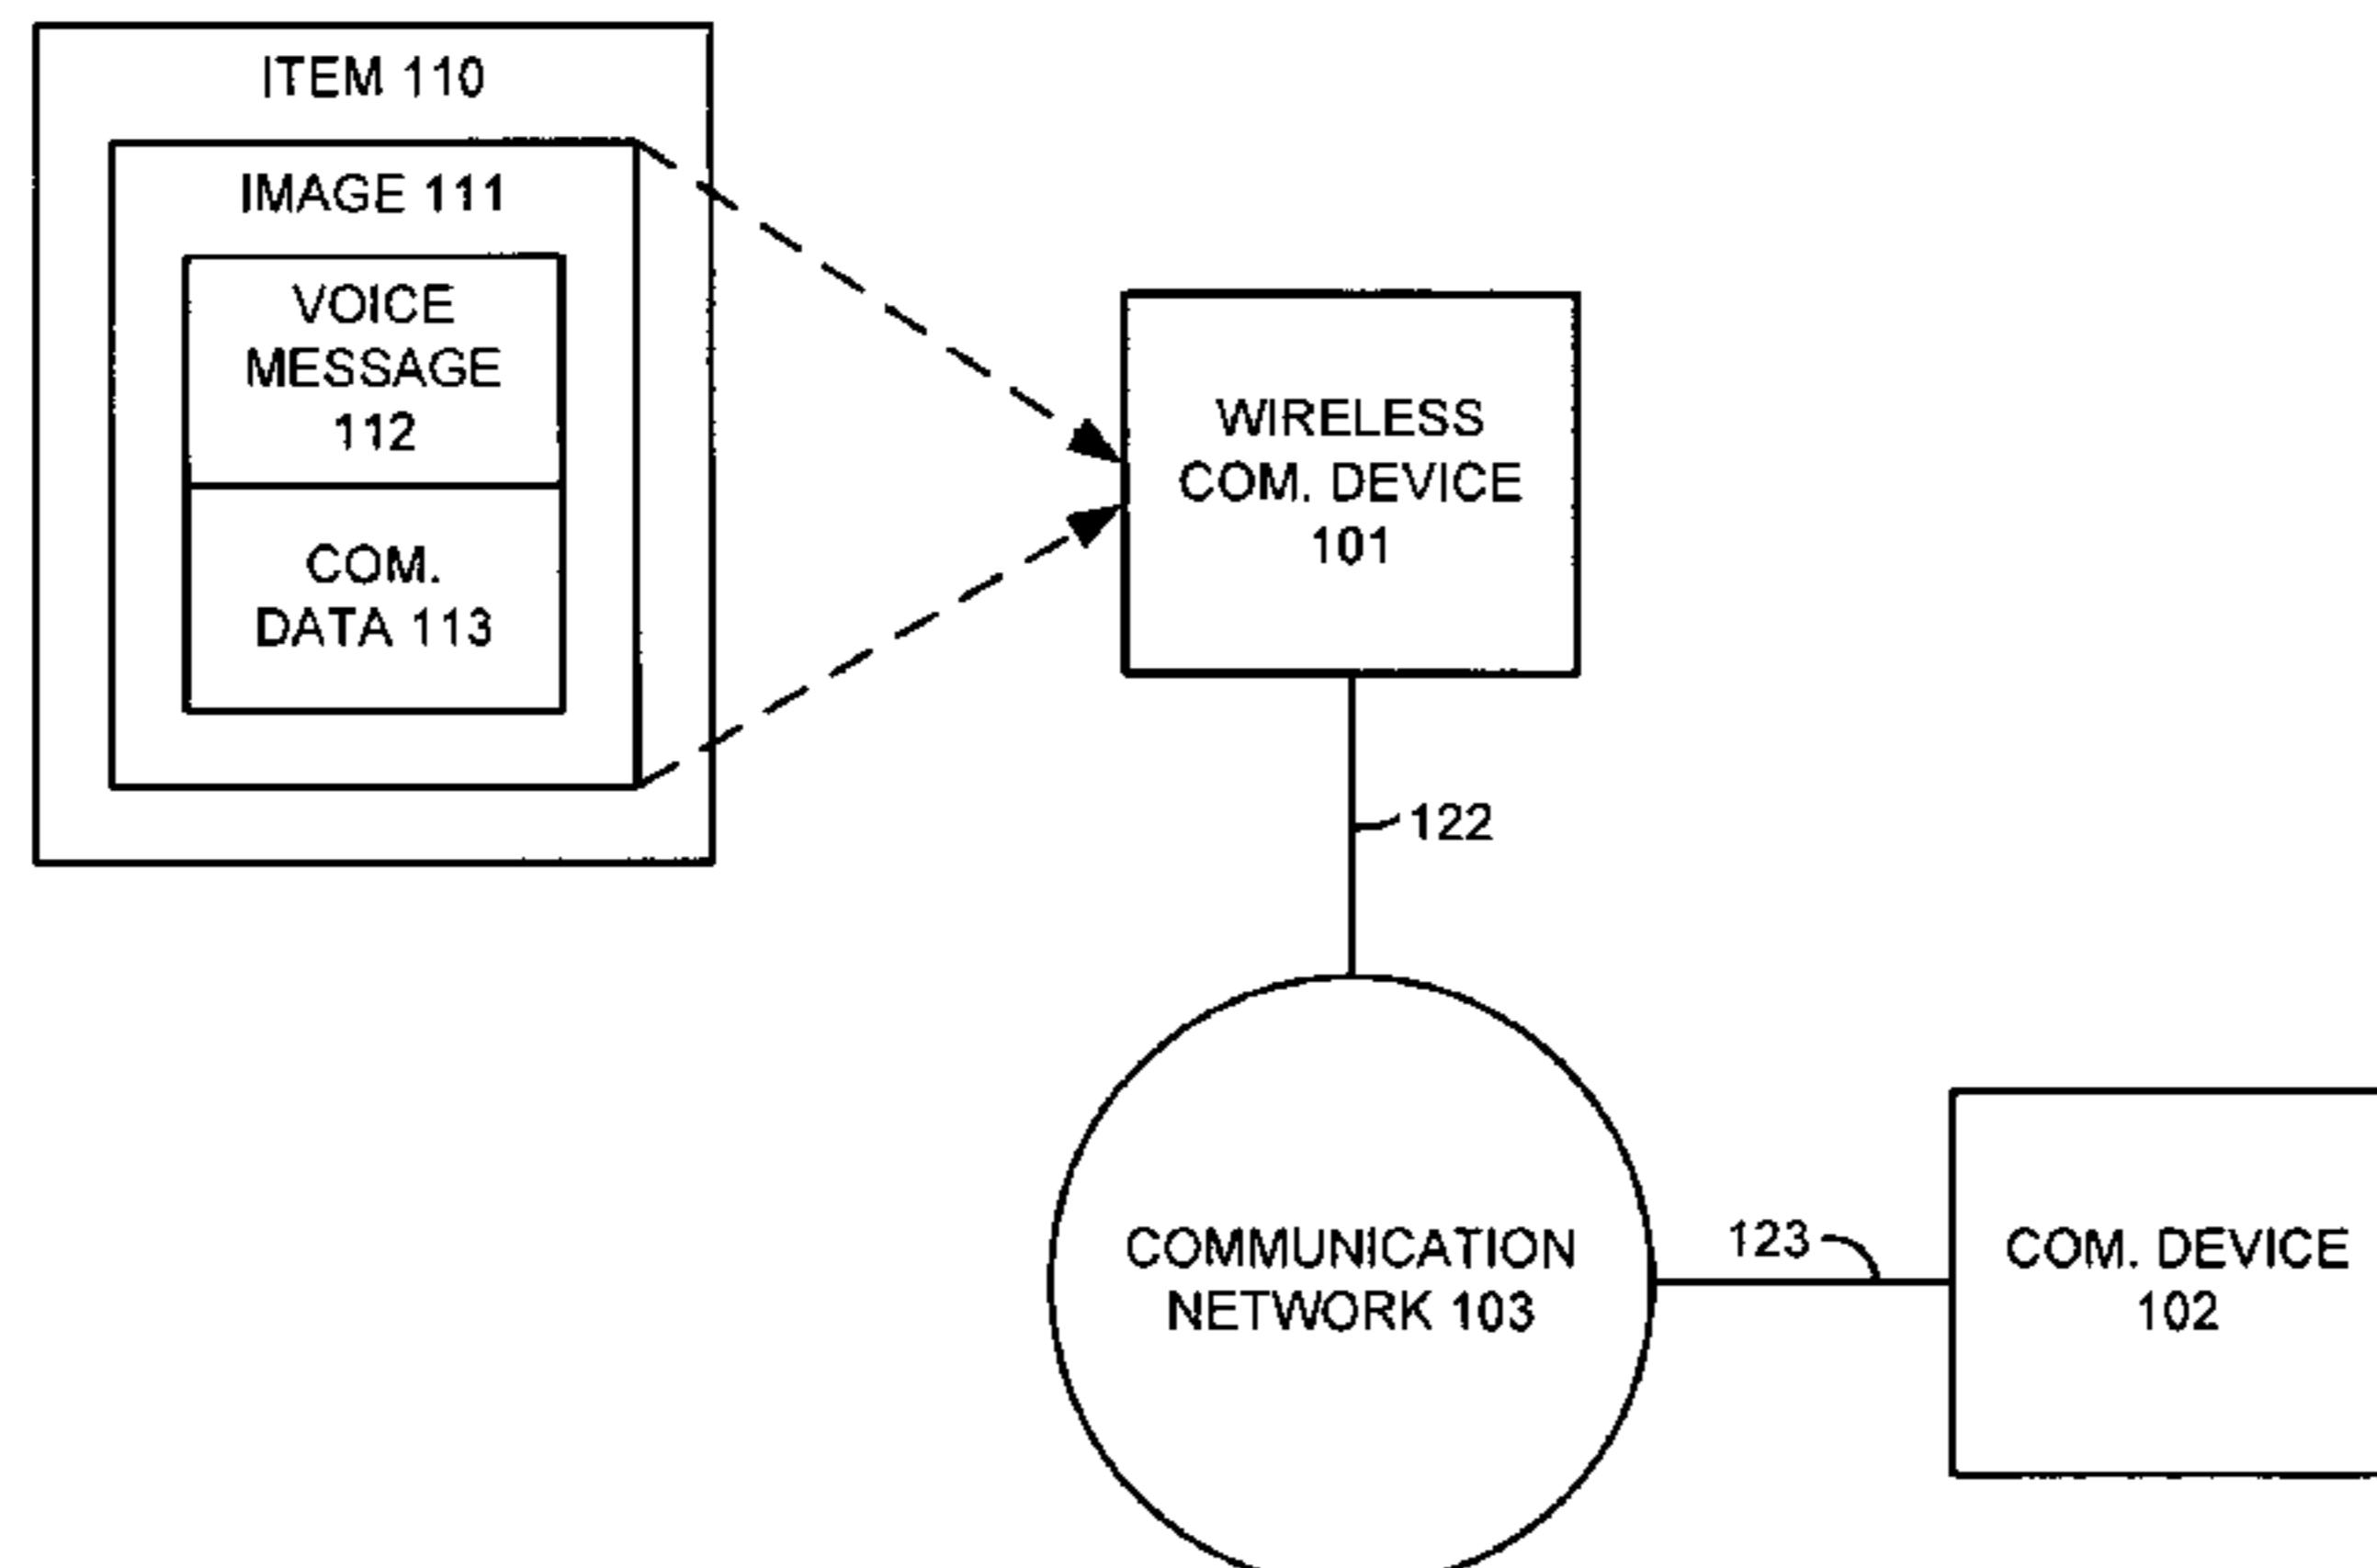 ITEM 110
IMAGE 111
VOICE
MESSAGE
112
COM.
DATA 113
WIRELESS
COM. DEVICE
101
122
COMMUNICATION
NETWORK 103
123
COM. DEVICE
102